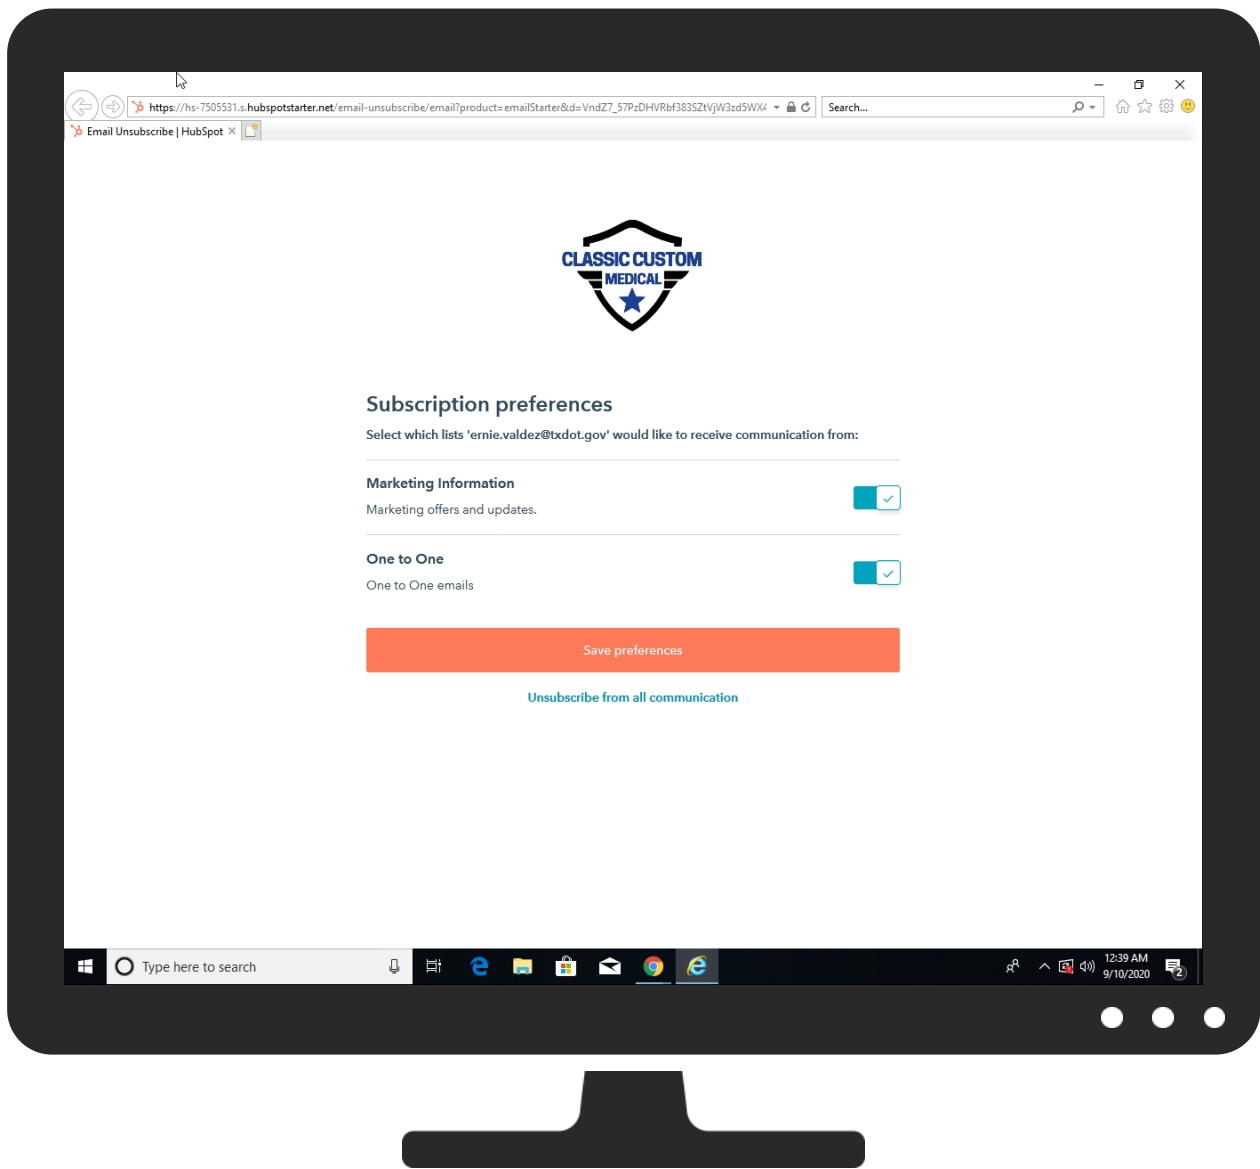 https://hs-7505531.s.hubspotstarter.net/email-unsubscribe/email?product=emailStarter&d=VndZ7_57PzDHVRbf383SZtVjW3zd5WX4
Search...
Email Unsubscribe | HubSpot
CLASSIC CUSTOM
MEDICAL
Subscription preferences
Select which lists 'ernie.valdez@txdot.gov' would like to receive communication from:
Marketing Information
Marketing offers and updates.
One to One
One to One emails
Save preferences
Unsubscribe from all communication
Type here to search
12:39 AM
9/10/2020
2